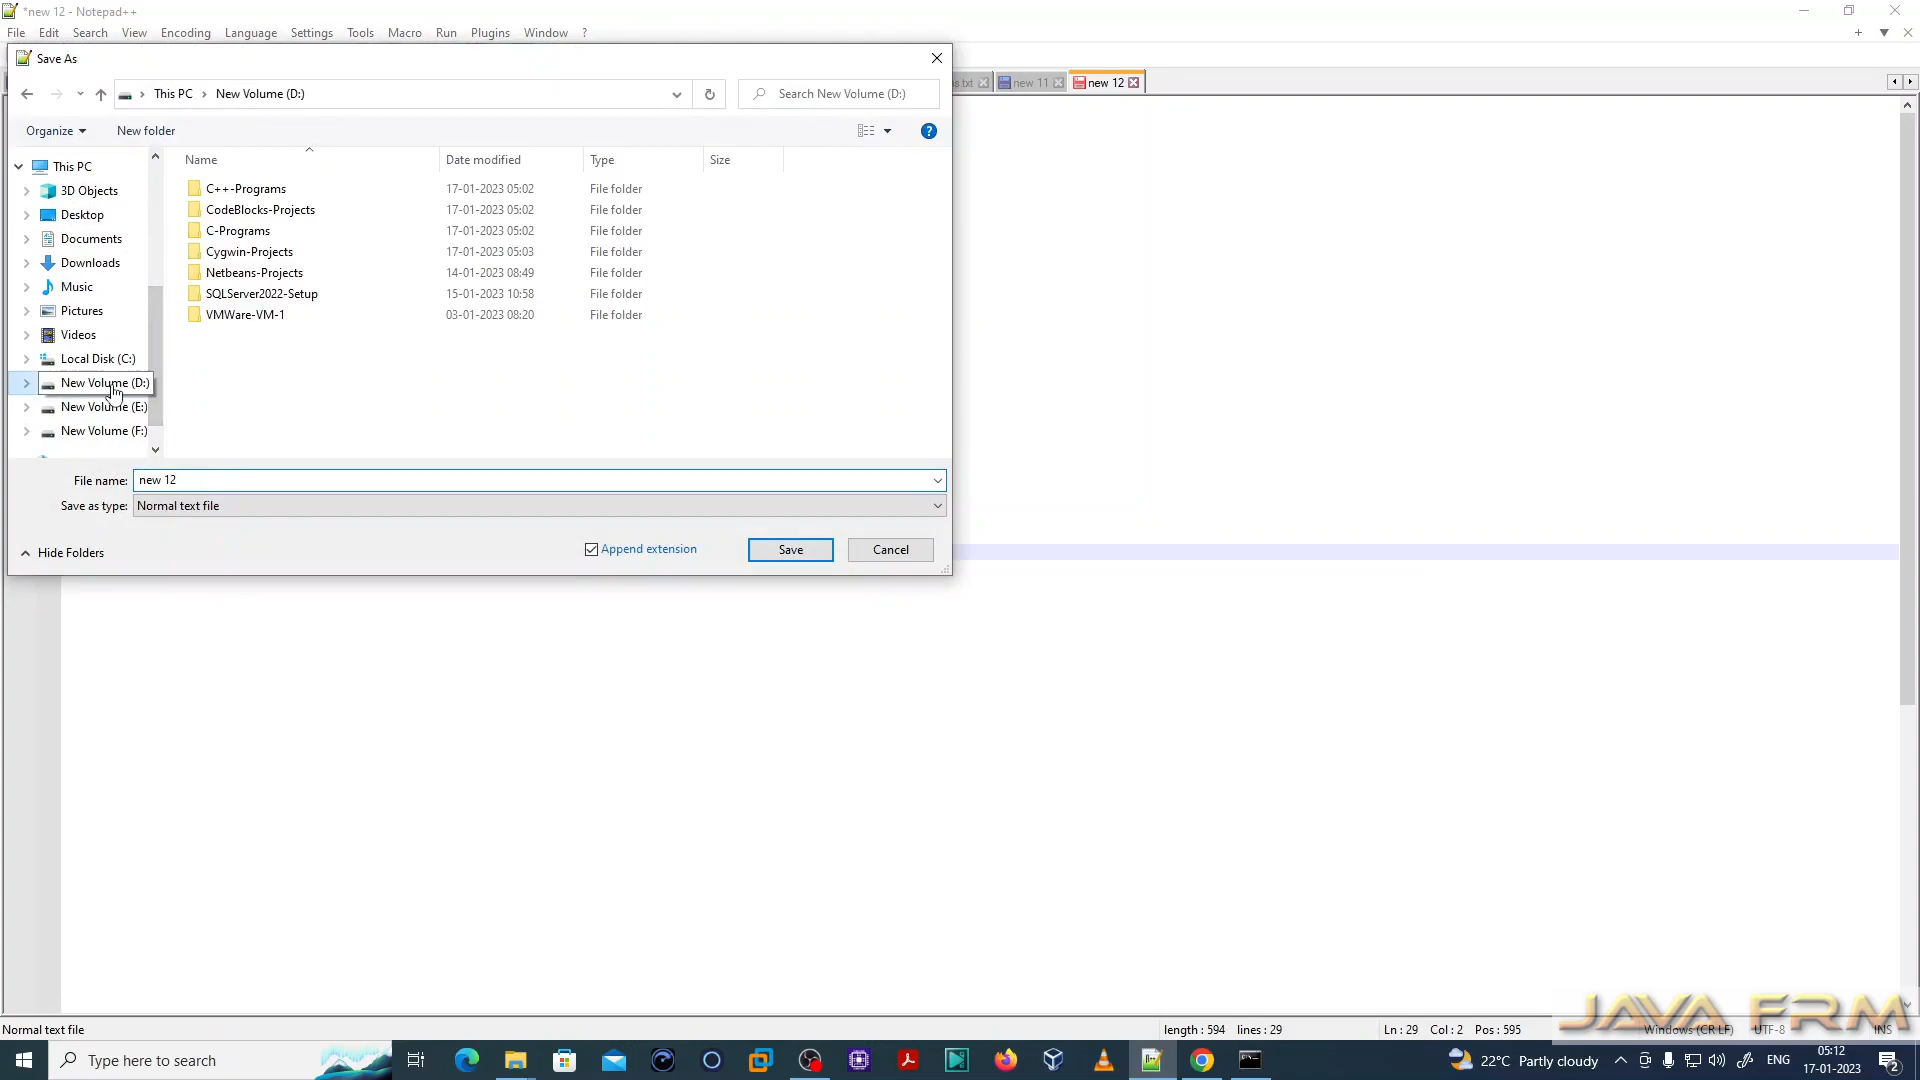 *new 12 - Notepad++
File Edit Search View Encoding Language Settings Tools Macro Run Plugins Window ?
Save As
This PC New Volume (D:)
Search New Volume (D:)
s.txt new 11 new 12
Organize New folder
Name Date modified Type Size
This PC
3D Objects
Desktop
Documents
Downloads
Music
Pictures
Videos
Local Disk (C:)
New Volume (D:)
New Volume (E:)
New Volume (F:)
C++-Programs 17-01-2023 05:02 File folder
CodeBlocks-Projects 17-01-2023 05:02 File folder
C-Programs 17-01-2023 05:02 File folder
Cygwin-Projects 17-01-2023 05:03 File folder
Netbeans-Projects 14-01-2023 08:49 File folder
SQLServer2022-Setup 15-01-2023 10:58 File folder
VMWare-VM-1 03-01-2023 08:20 File folder
File name: new 12
Save as type: Normal text file
Hide Folders
Append extension
Save
Cancel
JAVA FRM
Normal text file length : 594 lines : 29 Ln : 29 Col : 2 Pos : 595 Windows (CR LF) UTF-8 INS
Type here to search
22°C Partly cloudy
ENG
05:12
17-01-2023
2